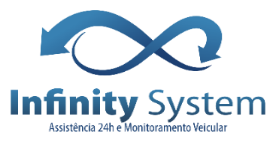 Infinity System
Assistência 24h e Monitoramento Veicular